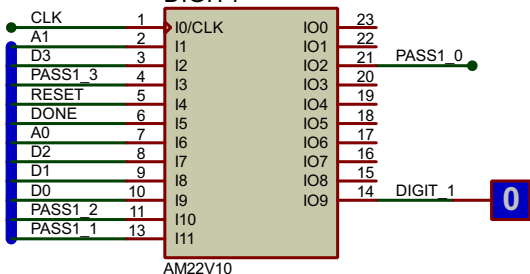 CLK 1 I0/CLK IO0 23
A1 2 I1 IO1 22
D3 3 I2 IO2 21 PASS1_0
PASS1_3 4 I3 IO3 20
RESET 5 I4 IO4 19
DONE 6 I5 IO5 18
A0 7 I6 IO6 17
D2 8 I7 IO7 16
D1 9 I8 IO8 15
D0 10 I9 IO9 14 DIGIT_1 0
PASS1_2 11 I10
PASS1_1 13 I11
AM22V10